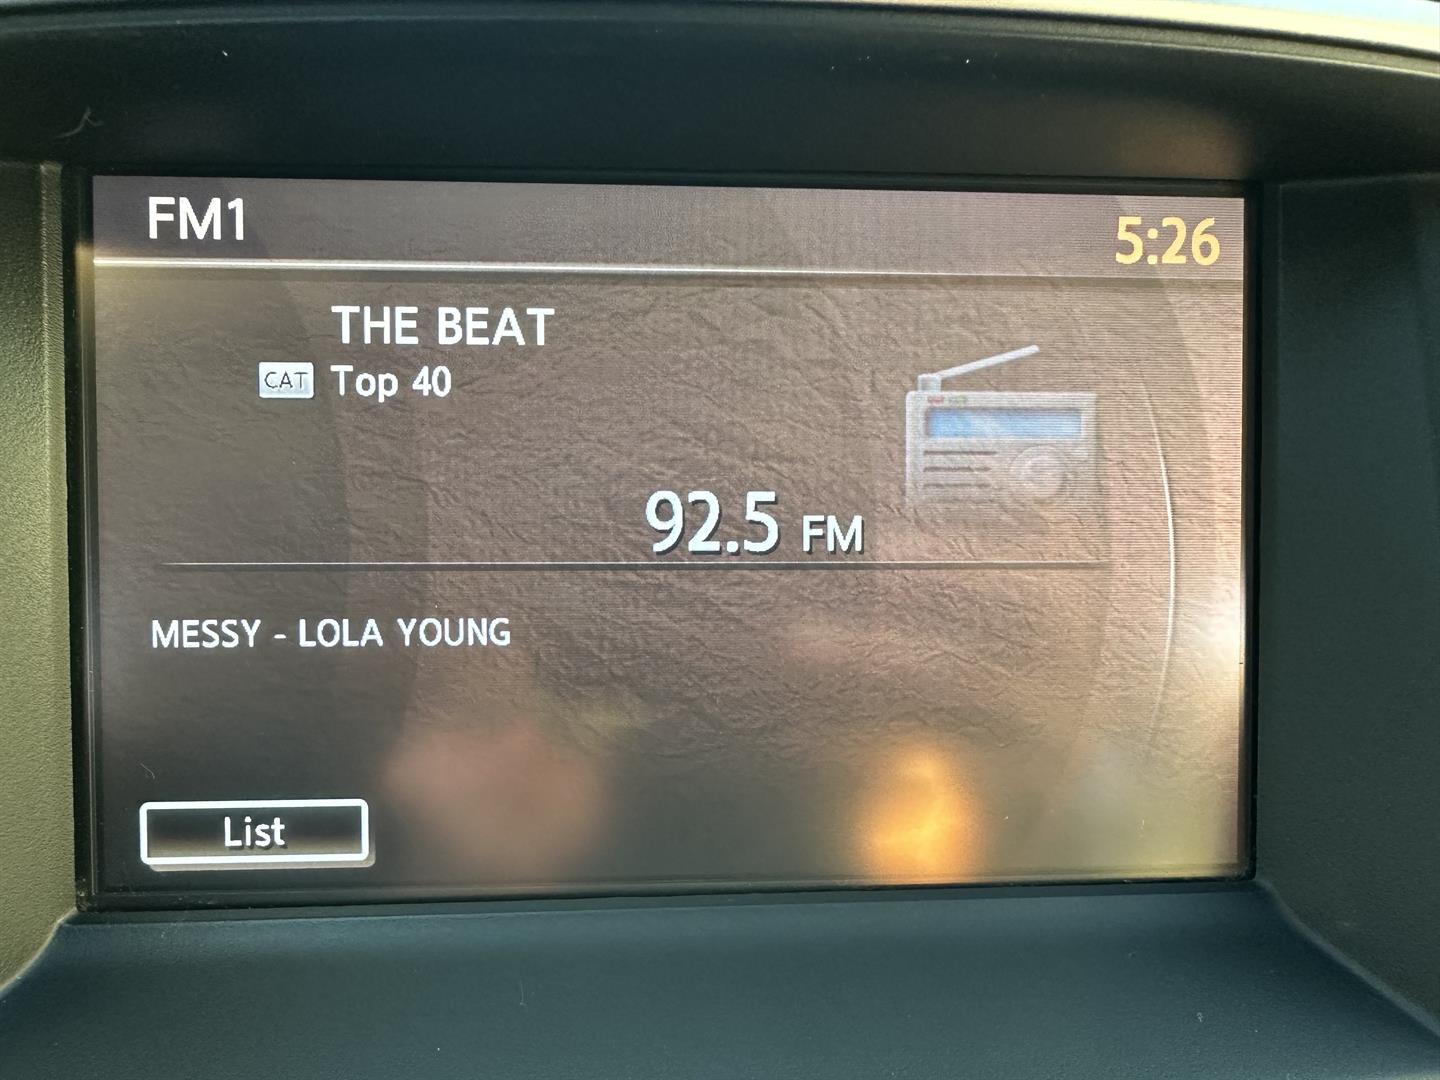 FM1
5:26
THE BEAT
CAT Top 40
92.5 FM
MESSY - LOLA YOUNG
List